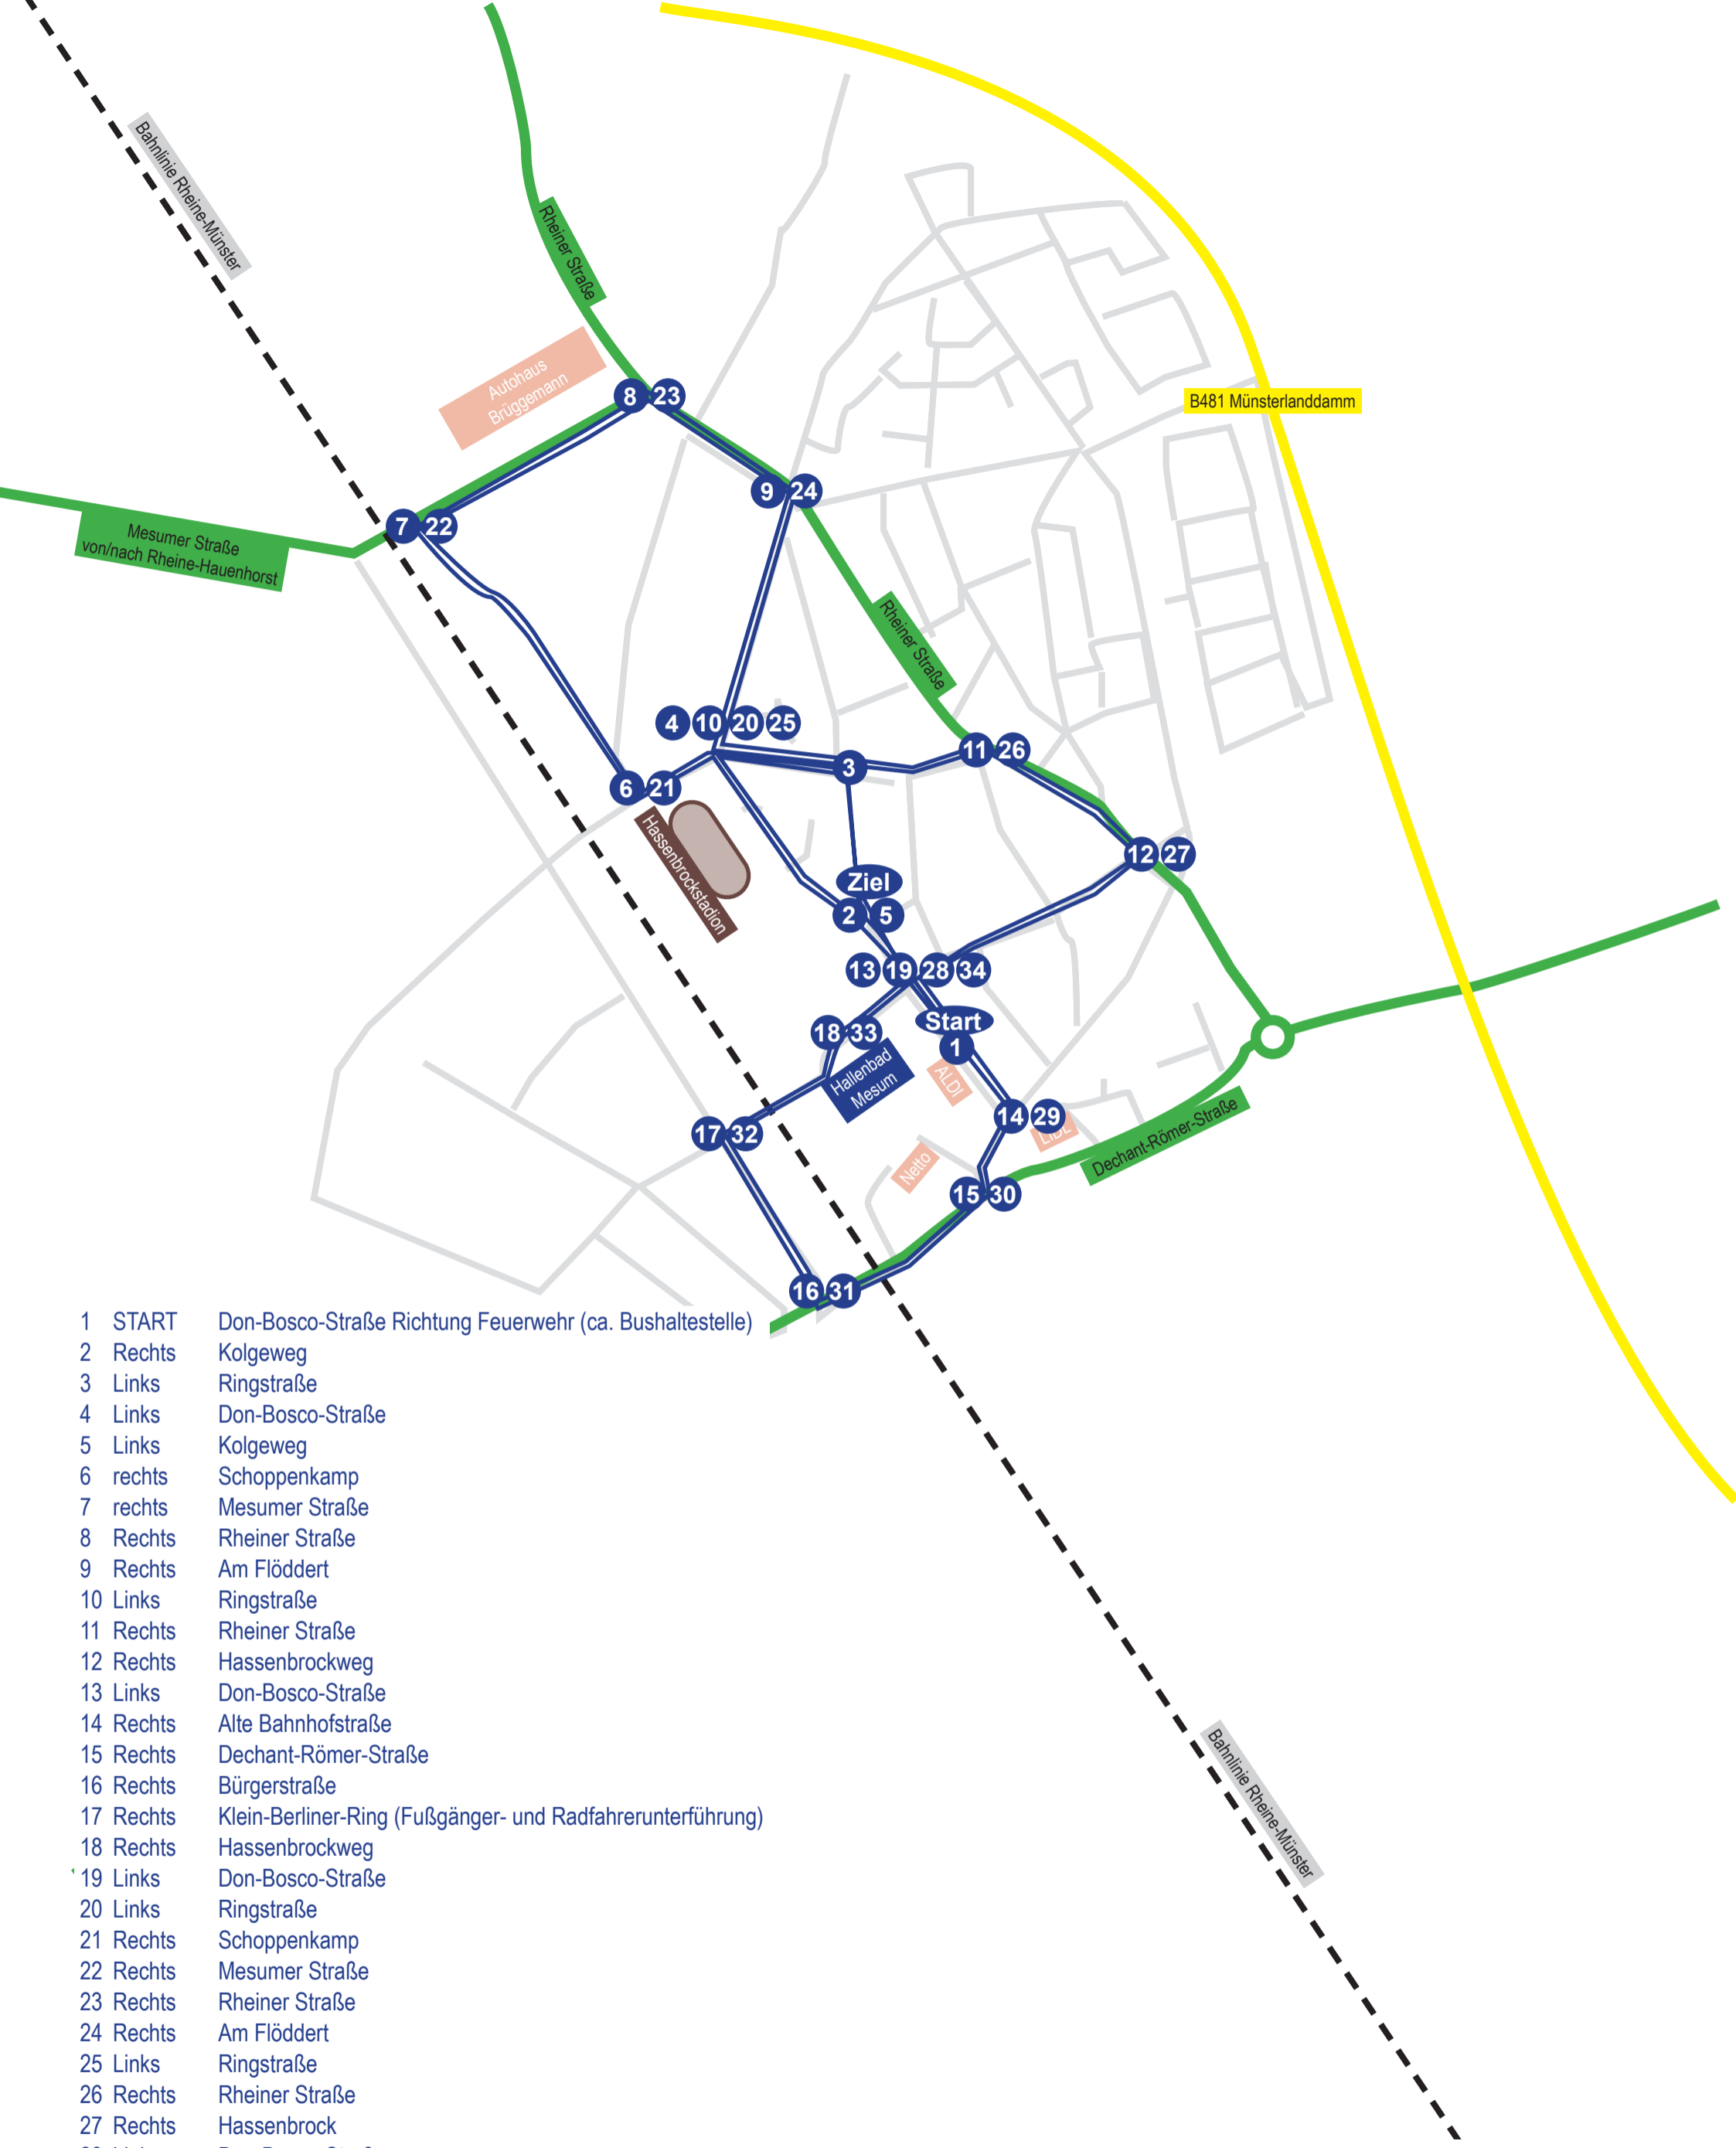 Bahnlinie Rheine-Münster
Rheiner Straße
Autohaus
Brüggemann
B481 Münsterlanddamm
8
23
9
24
7
22
Mesumer Straße
von/nach Rheine-Hauenhorst
Rheiner Straße
4
10
20
25
11
26
3
6
21
Hassenbrockstadion
12
27
Ziel
2
5
13
19
28
34
Start
1
18
33
Hallenbad
Mesum
ALDI
14
29
LIDL
17
32
Netto
Dechant-Römer-Straße
15
30
16
31
1 START Don-Bosco-Straße Richtung Feuerwehr (ca. Bushaltestelle)
2 Rechts Kolgeweg
3 Links Ringstraße
4 Links Don-Bosco-Straße
5 Links Kolgeweg
6 rechts Schoppenkamp
7 rechts Mesumer Straße
8 Rechts Rheiner Straße
9 Rechts Am Flöddert
10 Links Ringstraße
11 Rechts Rheiner Straße
12 Rechts Hassenbrockweg
13 Links Don-Bosco-Straße
14 Rechts Alte Bahnhofstraße
15 Rechts Dechant-Römer-Straße
16 Rechts Bürgerstraße
17 Rechts Klein-Berliner-Ring (Fußgänger- und Radfahrerunterführung)
18 Rechts Hassenbrockweg
19 Links Don-Bosco-Straße
20 Links Ringstraße
21 Rechts Schoppenkamp
22 Rechts Mesumer Straße
23 Rechts Rheiner Straße
24 Rechts Am Flöddert
25 Links Ringstraße
26 Rechts Rheiner Straße
27 Rechts Hassenbrock
Bahnlinie Rheine-Münster